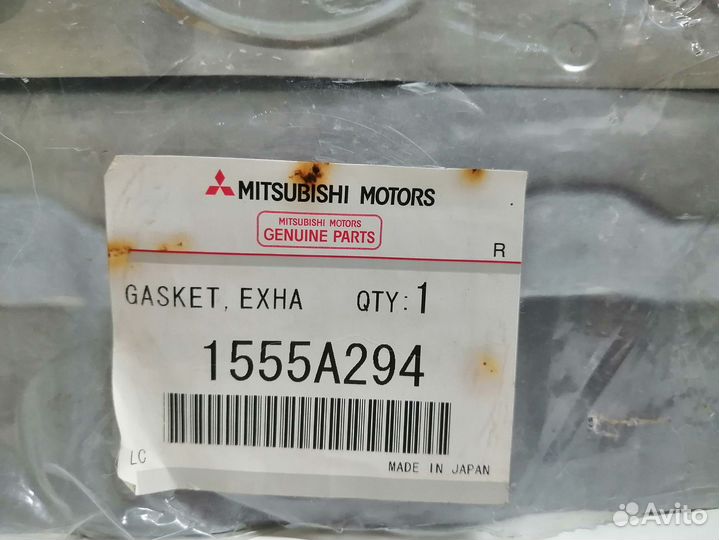 MITSUBISHI MOTORS
MITSUBISHI MOTORS
GENUINE PARTS
R
GASKET, EXHA QTY: 1
1555A294
LC
MADE IN JAPAN
Avito